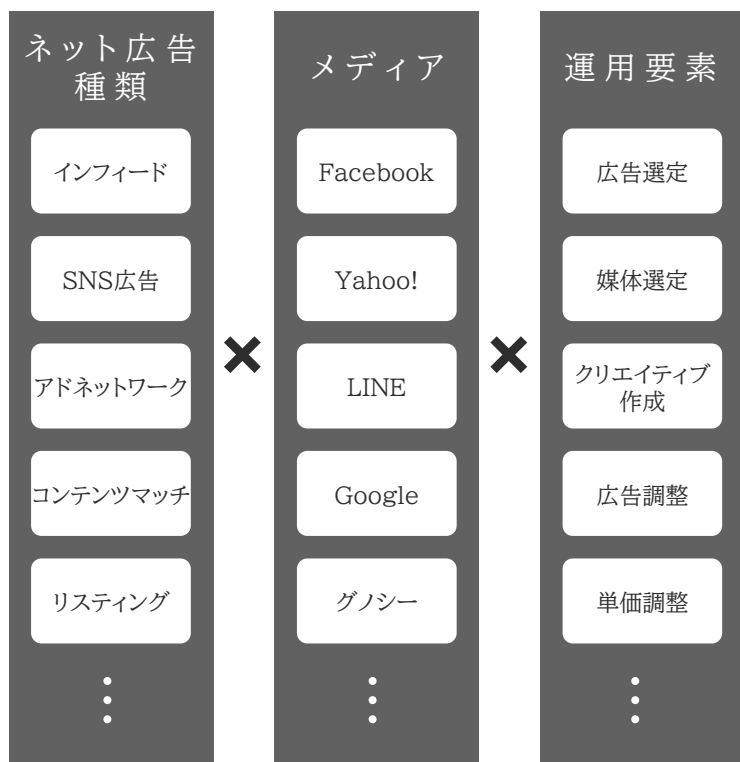 ネット広告
種類
インフィード
SNS広告
アドネットワーク
コンテンツマッチ
リスティング
メディア
Facebook
Yahoo!
LINE
Google
グノシー
運用要素
広告選定
媒体選定
クリエイティブ
作成
広告調整
単価調整